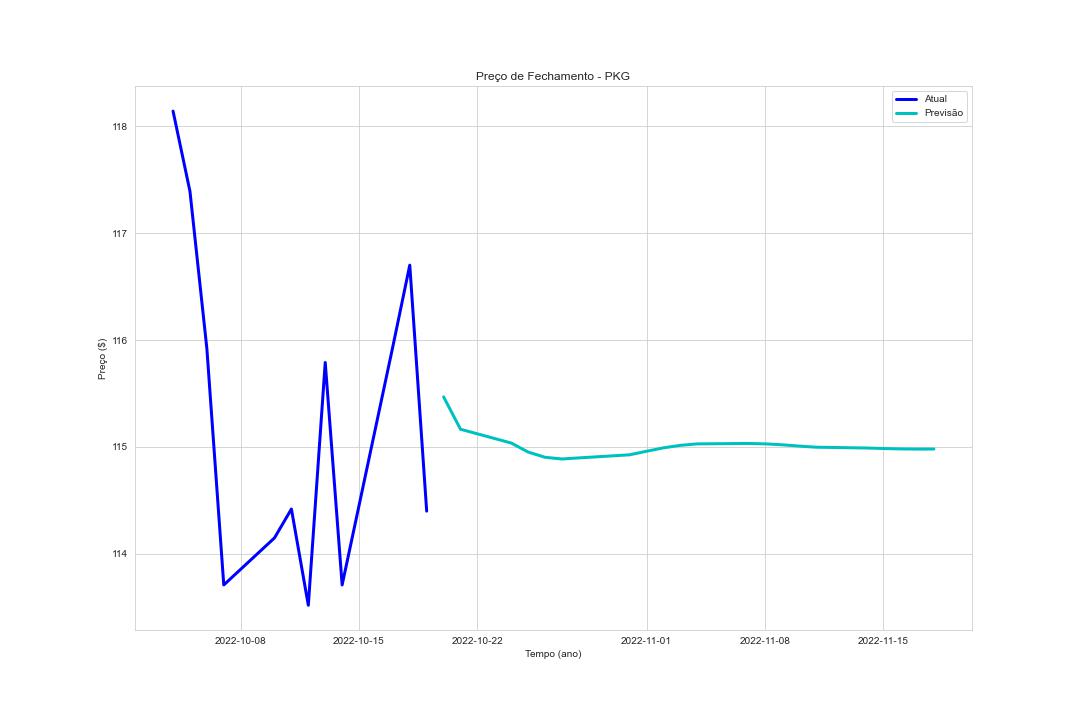 Preço de Fechamento - PKG
Atual
Previsão
118
117
116
115
114
Preço ($)
2022-10-08
2022-10-15
2022-10-22
2022-11-01
2022-11-08
2022-11-15
Tempo (ano)